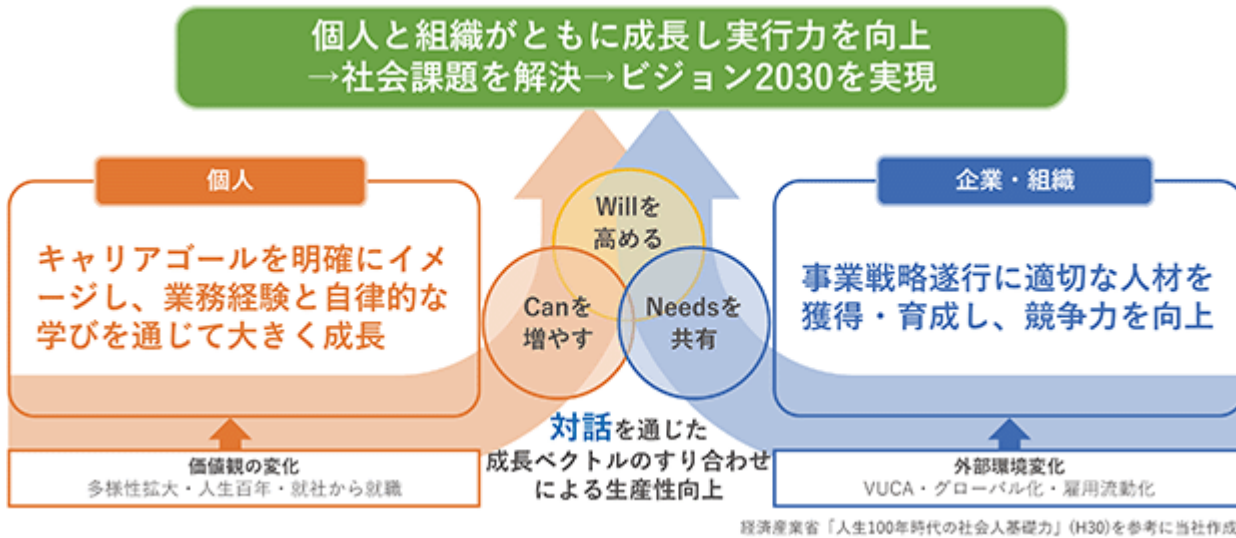 個人と組織がともに成長し実行力を向上
→社会課題を解決→ビジョン2030を実現
個人
キャリアゴールを明確にイメ
ージし、業務経験と自律的な
学びを通じて大きく成長
価値観の変化
多様性拡大・人生百年・就社から就職
Willを
高める
Canを
増やす
Needsを
共有
対話を通じた
成長ベクトルのすり合わせ
による生産性向上
企業・組織
事業戦略遂行に適切な人材を
獲得・育成し、競争力を向上
外部環境変化
VUCA・グローバル化・雇用流動化
経済産業省「人生100年時代の社会人基礎力」(H30)を参考に当社作成